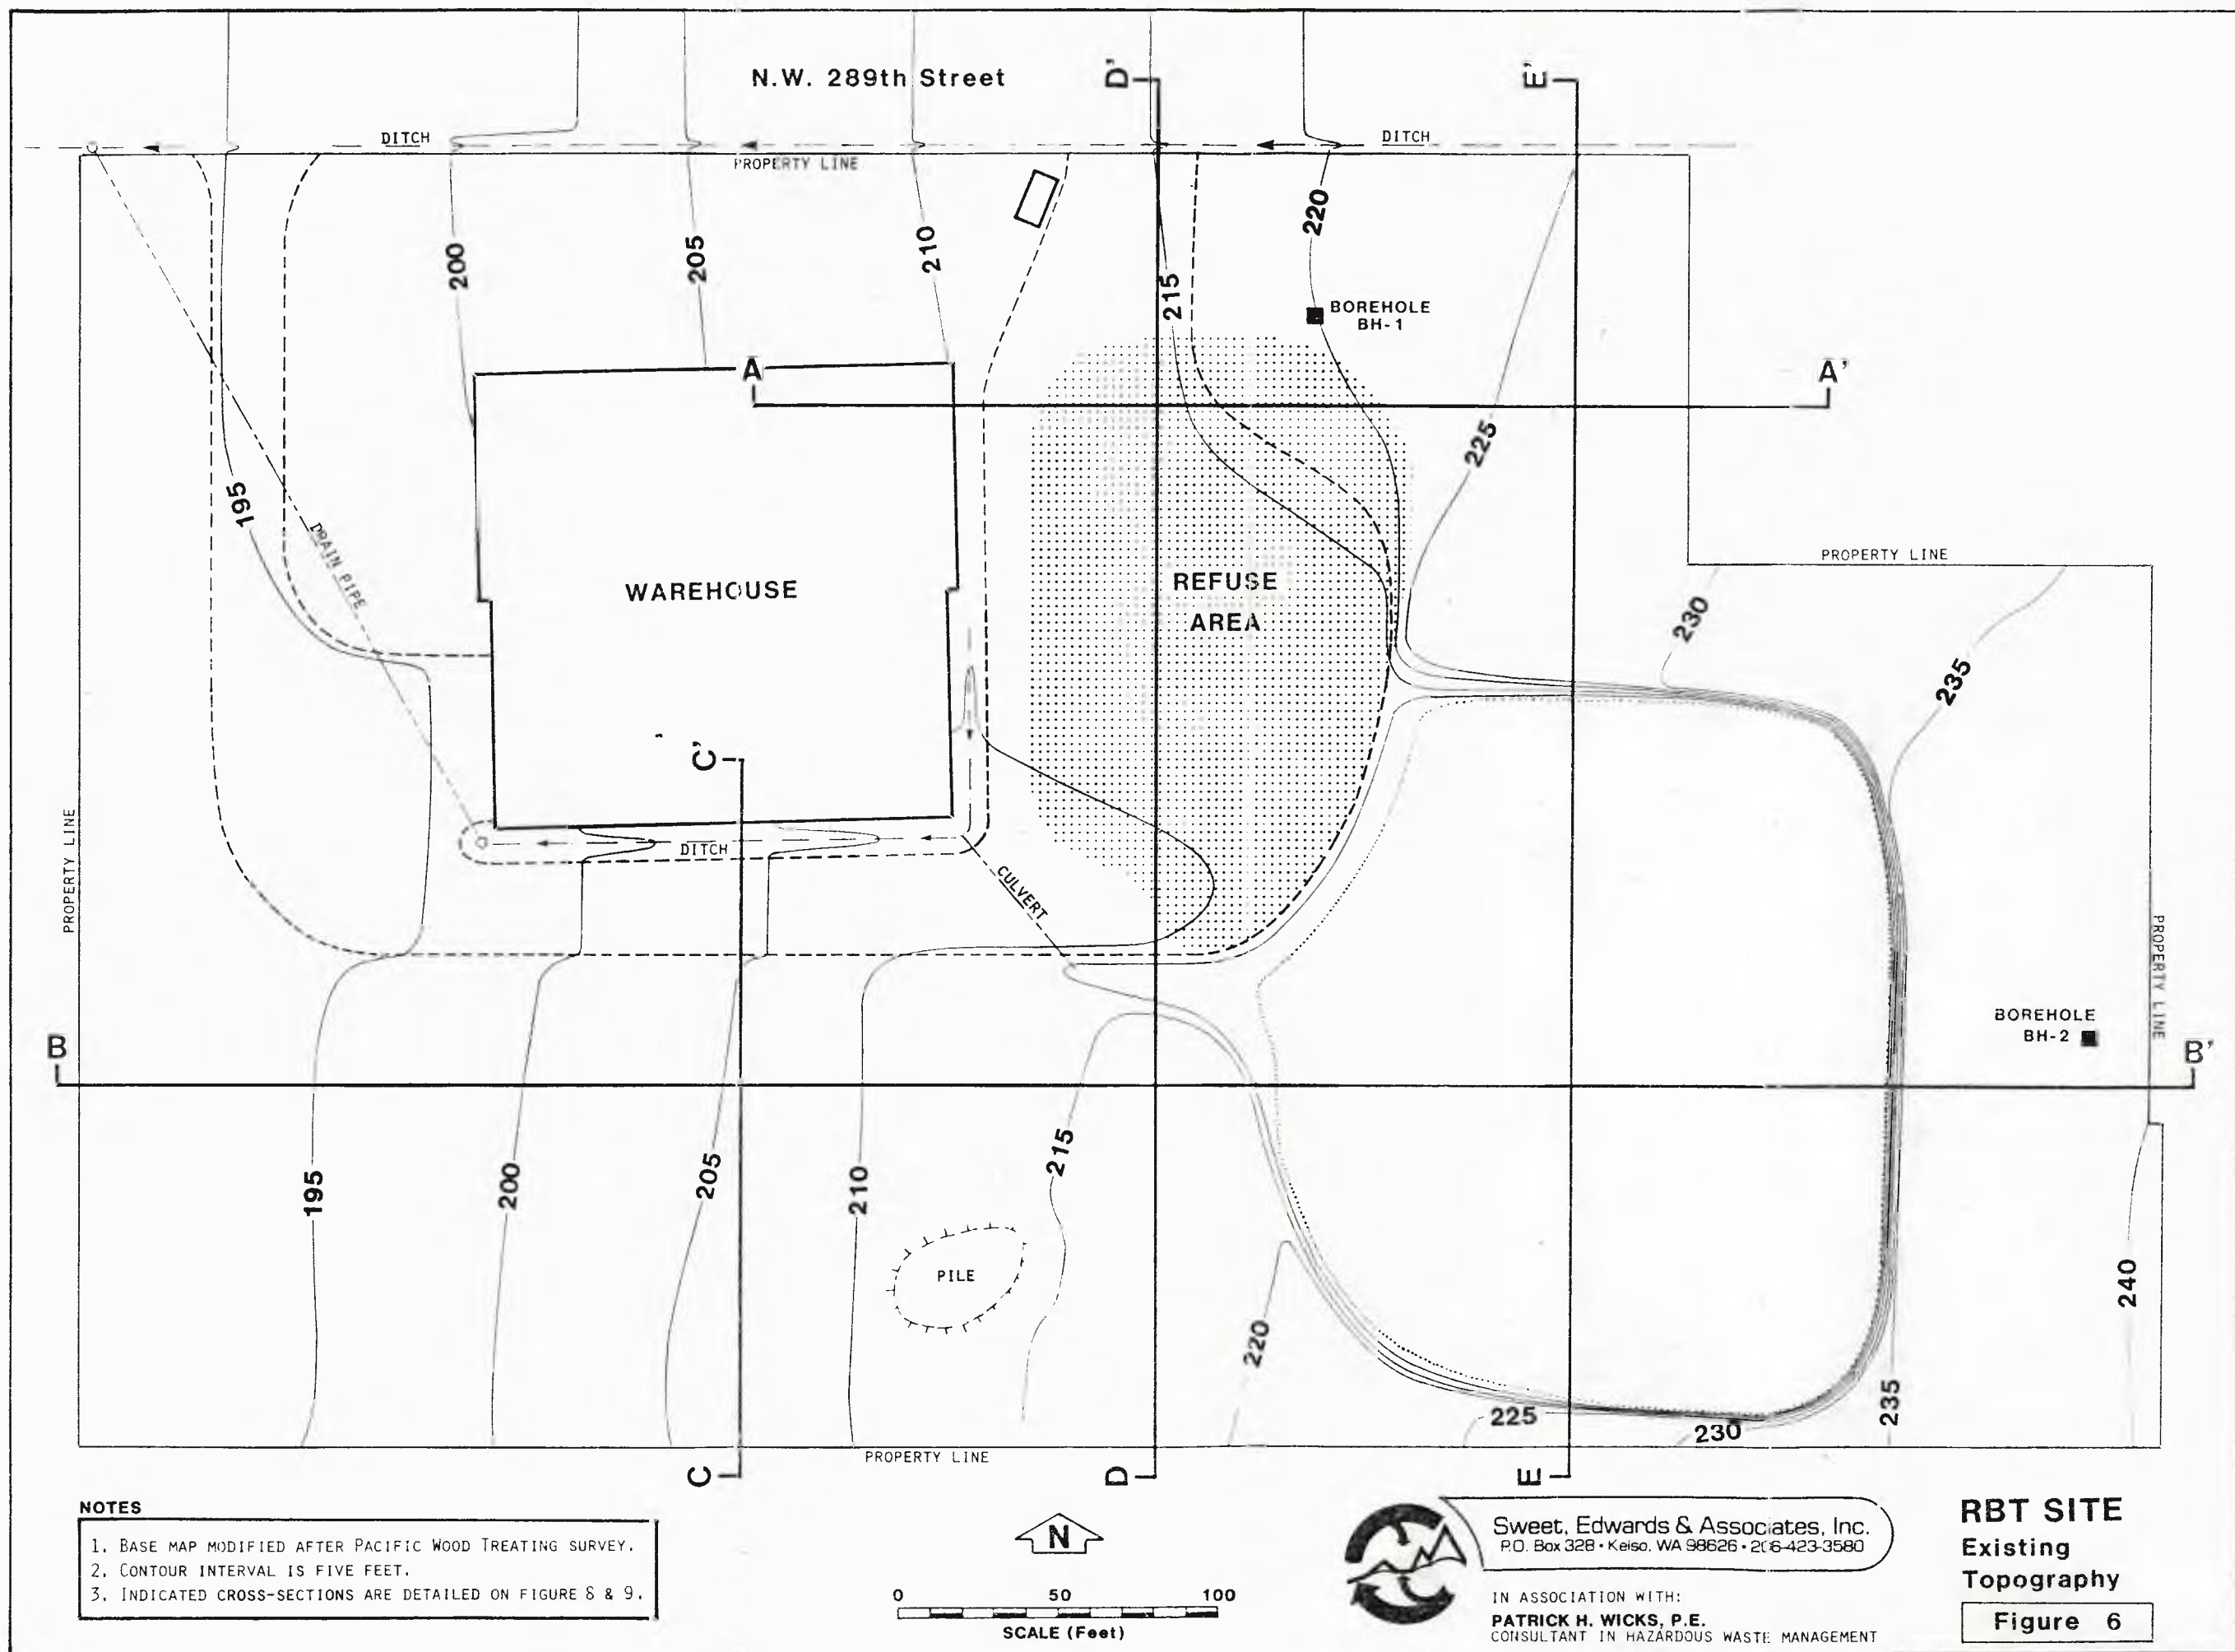 N.W. 289th Street
D'
E'
DITCH
DITCH
PROPERTY LINE
200
205
210
215
220
BOREHOLE
BH-1
A
A'
225
195
DRAIN PIPE
WAREHOUSE
REFUSE
AREA
PROPERTY LINE
230
235
C'
DITCH
CULVERT
PROPERTY LINE
PROPERTY LINE
BOREHOLE
BH-2
B
B'
195
200
205
210
215
PILE
220
240
225
230
235
PROPERTY LINE
C
D
E
NOTES
1. BASE MAP MODIFIED AFTER PACIFIC WOOD TREATING SURVEY.
2. CONTOUR INTERVAL IS FIVE FEET.
3. INDICATED CROSS-SECTIONS ARE DETAILED ON FIGURE 8 & 9.
N
0 50 100
SCALE (Feet)
Sweet, Edwards & Associates, Inc.
P.O. Box 328 • Kelso, WA 98626 • 206-423-3580
IN ASSOCIATION WITH:
PATRICK H. WICKS, P.E.
CONSULTANT IN HAZARDOUS WASTE MANAGEMENT
RBT SITE
Existing
Topography
Figure 6